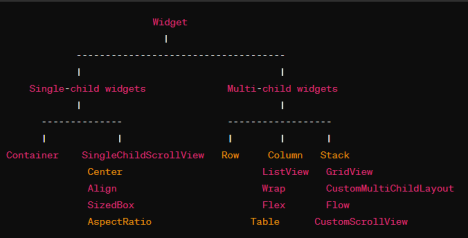 Widget
|
-----------------------------------
| |
Single-child widgets Multi-child widgets
| |
-------------- ------------------
| | | | |
Container SingleChildScrollView Row Column Stack
Center ListView GridView
Align Wrap CustomMultiChildLayout
SizedBox Flex Flow
AspectRatio Table CustomScrollView